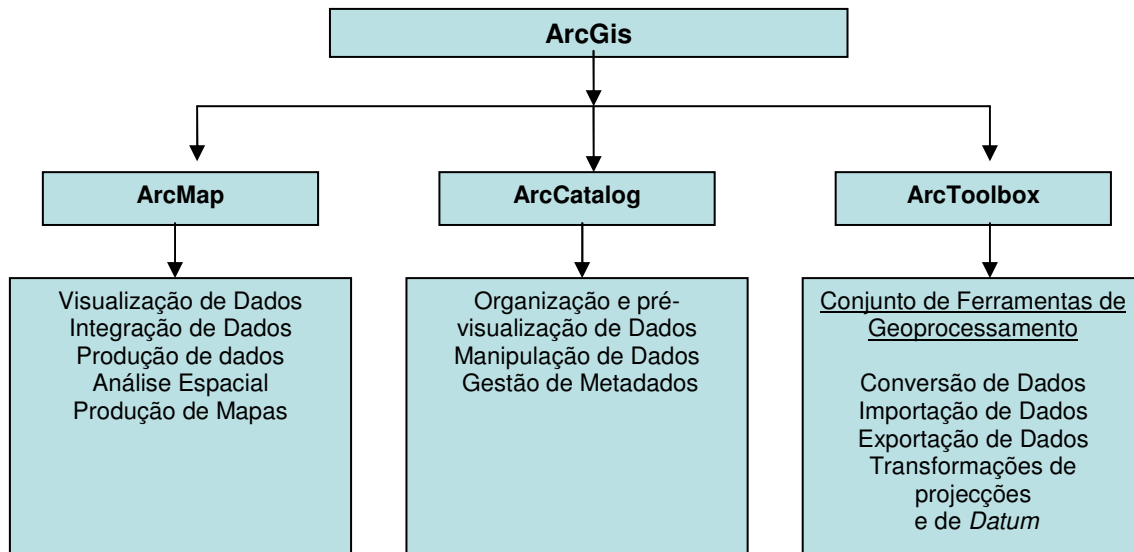 ArcGis
ArcMap
ArcCatalog
ArcToolbox
Visualização de Dados
Integração de Dados
Produção de dados
Análise Espacial
Produção de Mapas
Organização e pré-
visualização de Dados
Manipulação de Dados
Gestão de Metadados
Conjunto de Ferramentas de
Geoprocessamento
Conversão de Dados
Importação de Dados
Exportação de Dados
Transformações de
projecções
e de Datum